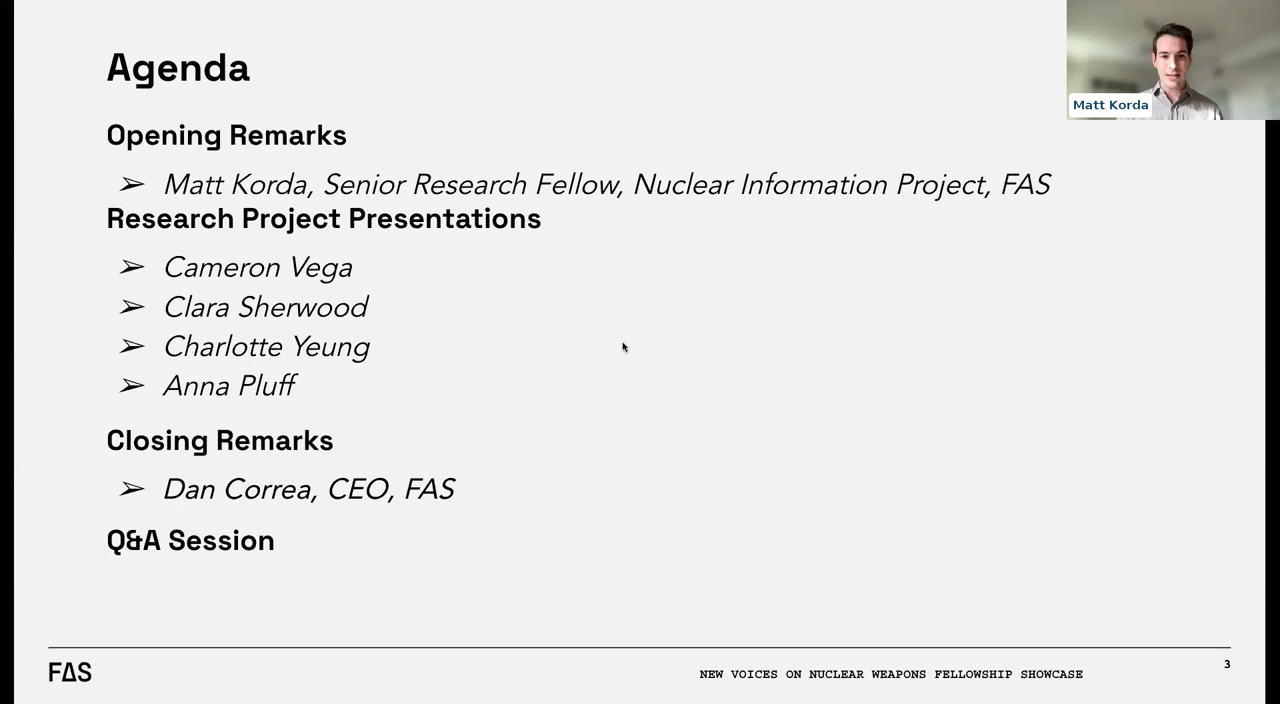 Agenda
Matt Korda
Opening Remarks
➢ Matt Korda, Senior Research Fellow, Nuclear Information Project, FAS
Research Project Presentations
➢ Cameron Vega
➢ Clara Sherwood
➢ Charlotte Yeung
➢ Anna Pluff
Closing Remarks
➢ Dan Correa, CEO, FAS
Q&A Session
FΔS
NEW VOICES ON NUCLEAR WEAPONS FELLOWSHIP SHOWCASE
3